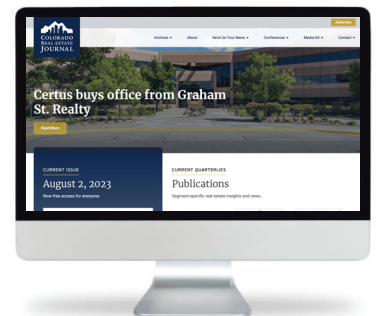 Advertise
COLORADO
REAL ESTATE
JOURNAL
Archives
About
Send Us Your News
Conferences
Media Kit
Contact
Certus buys office from Graham
St. Realty
Read More
CURRENT ISSUE
August 2, 2023
Now free access for everyone.
CURRENT QUARTERLIES
Publications
Segment-specific real estate insights and news.